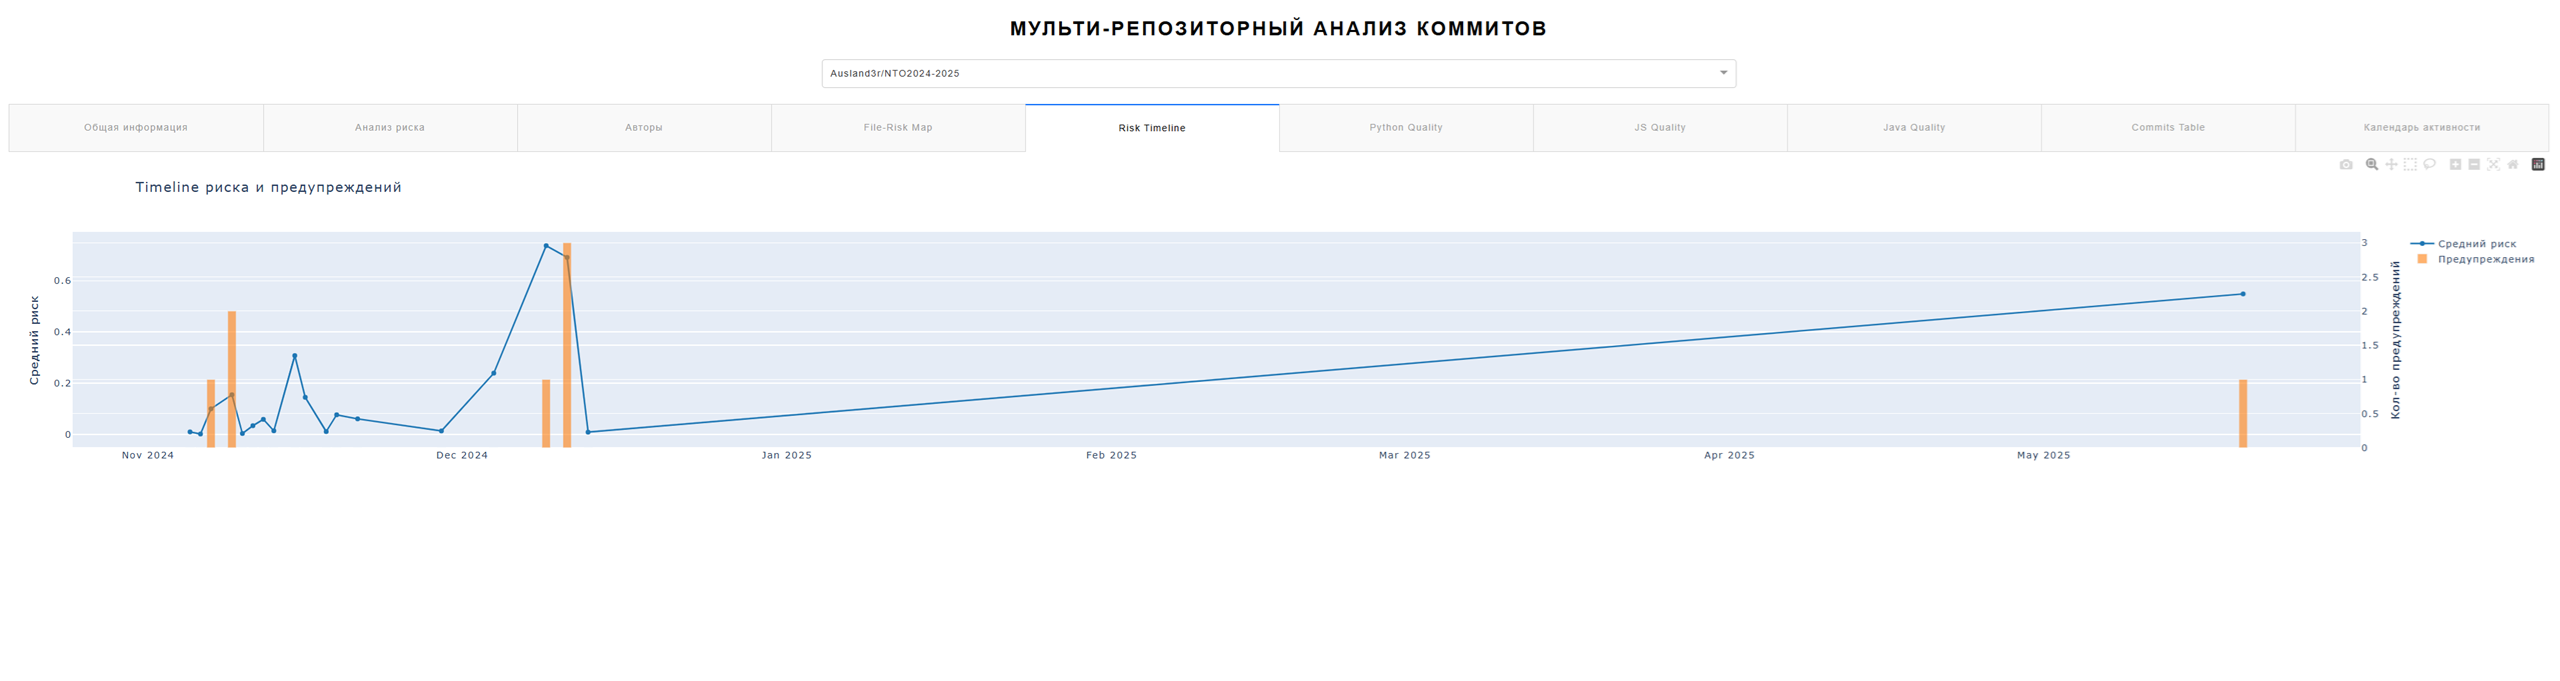 МУЛЬТИ-РЕПОЗИТОРНЫЙ АНАЛИЗ КОММИТОВ
Ausland3r/NTO2024-2025
Общая информация
Анализ риска
Авторы
File-Risk Map
Risk Timeline
Python Quality
JS Quality
Java Quality
Commits Table
Календарь активности
Timeline риска и предупреждений
Средний риск
0.6
0.4
0.2
0
3
2.5
2
1.5
1
0.5
0
Кол-во предупреждений
Средний риск
Предупреждения
Nov 2024
Dec 2024
Jan 2025
Feb 2025
Mar 2025
Apr 2025
May 2025